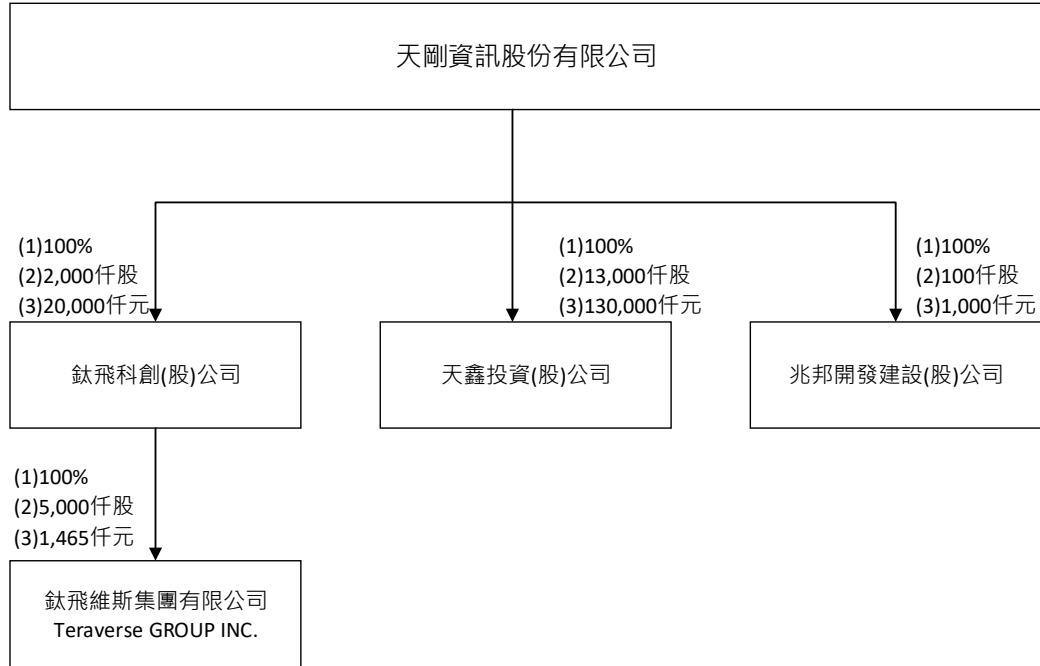 天剛資訊股份有限公司
(1)100%
(2)2,000仟股
(3)20,000仟元
(1)100%
(2)13,000仟股
(3)130,000仟元
(1)100%
(2)100仟股
(3)1,000仟元
鈦飛科創(股)公司
天鑫投資(股)公司
兆邦開發建設(股)公司
(1)100%
(2)5,000仟股
(3)1,465仟元
鈦飛維斯集團有限公司
Teraverse GROUP INC.